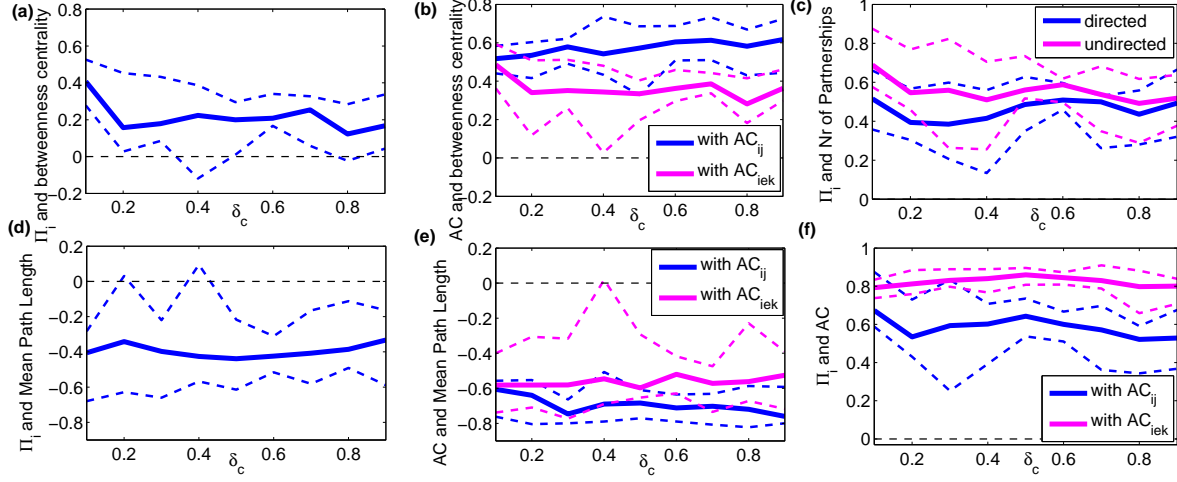 (a)
Π_i and betweenness centrality
0.8
0.6
0.4
0.2
0
−0.2
0.2 0.4 0.6 0.8
δ_c
(b)
AC and betweenness centrality
0.8
0.6
0.4
0.2
0
−0.2
with AC_ij
with AC_iek
0.2 0.4 0.6 0.8
δ_c
(c)
Π_i and Nr of Partnerships
1
0.8
0.6
0.4
0.2
0
directed
undirected
0.2 0.4 0.6 0.8
δ_c
(d)
Π_i and Mean Path Length
0.2
0
−0.2
−0.4
−0.6
−0.8
0.2 0.4 0.6 0.8
δ_c
(e)
AC and Mean Path Length
0.2
0
−0.2
−0.4
−0.6
−0.8
with AC_ij
with AC_iek
0.2 0.4 0.6 0.8
δ_c
(f)
Π_i and AC
1
0.8
0.6
0.4
0.2
0
with AC_ij
with AC_iek
0.2 0.4 0.6 0.8
δ_c